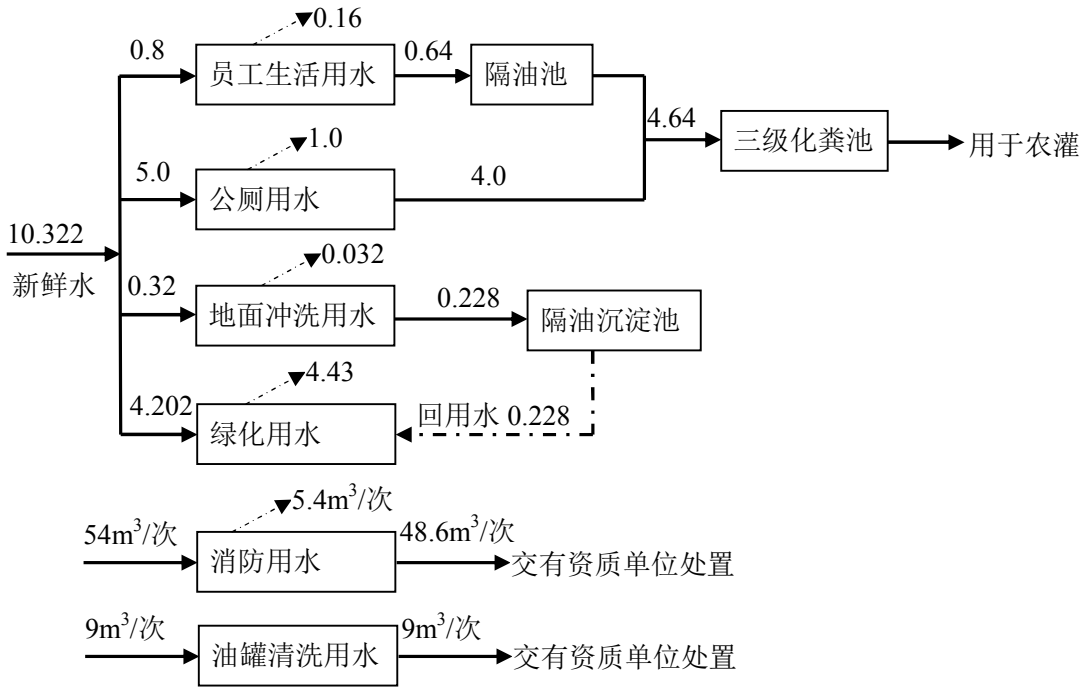 0.16
0.8
员工生活用水
0.64
隔油池
4.64
三级化粪池
用于农灌
1.0
5.0
公厕用水
4.0
10.322
新鲜水
0.032
0.32
地面冲洗用水
0.228
隔油沉淀池
4.43
4.202
绿化用水
回用水 0.228
5.4m³/次
54m³/次
消防用水
48.6m³/次
交有资质单位处置
9m³/次
油罐清洗用水
9m³/次
交有资质单位处置